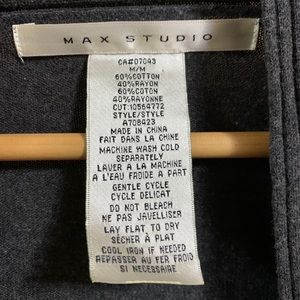 MAX STUDIO
CA#07043
M/M
60%COTTON
40%RAYON
60%COTON
40%RAYONNE
CUT:10564772
STYLE/STYLE
A708423
MADE IN CHINA
FAIT DANS LA CHINE
MACHINE WASH COLD
SEPARATELY
LAVER A LA MACHINE
A L'EAU FROIDE A PART
GENTLE CYCLE
CYCLE DELICAT
DO NOT BLEACH
NE PAS JAVELLISER
LAY FLAT TO DRY
SÉCHER À PLAT
COOL IRON IF NEEDED
REPASSER AU FER FROID
SI NECESSAIRE